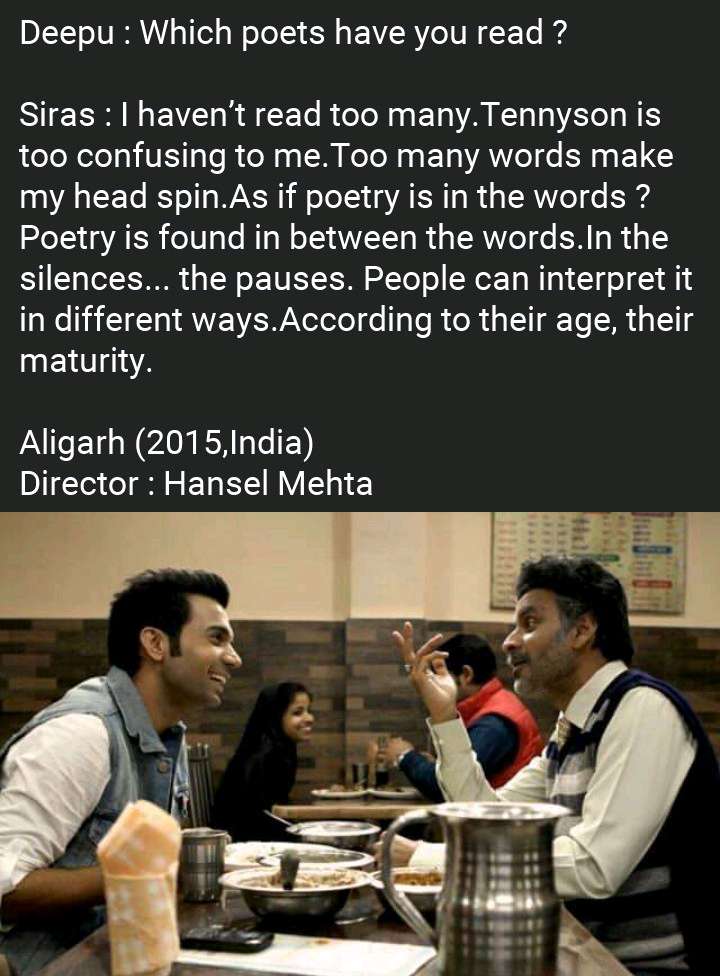 Deepu : Which poets have you read ?
Siras : I haven’t read too many.Tennyson is
too confusing to me.Too many words make
my head spin.As if poetry is in the words ?
Poetry is found in between the words.In the
silences... the pauses. People can interpret it
in different ways.According to their age, their
maturity.
Aligarh (2015,India)
Director : Hansel Mehta